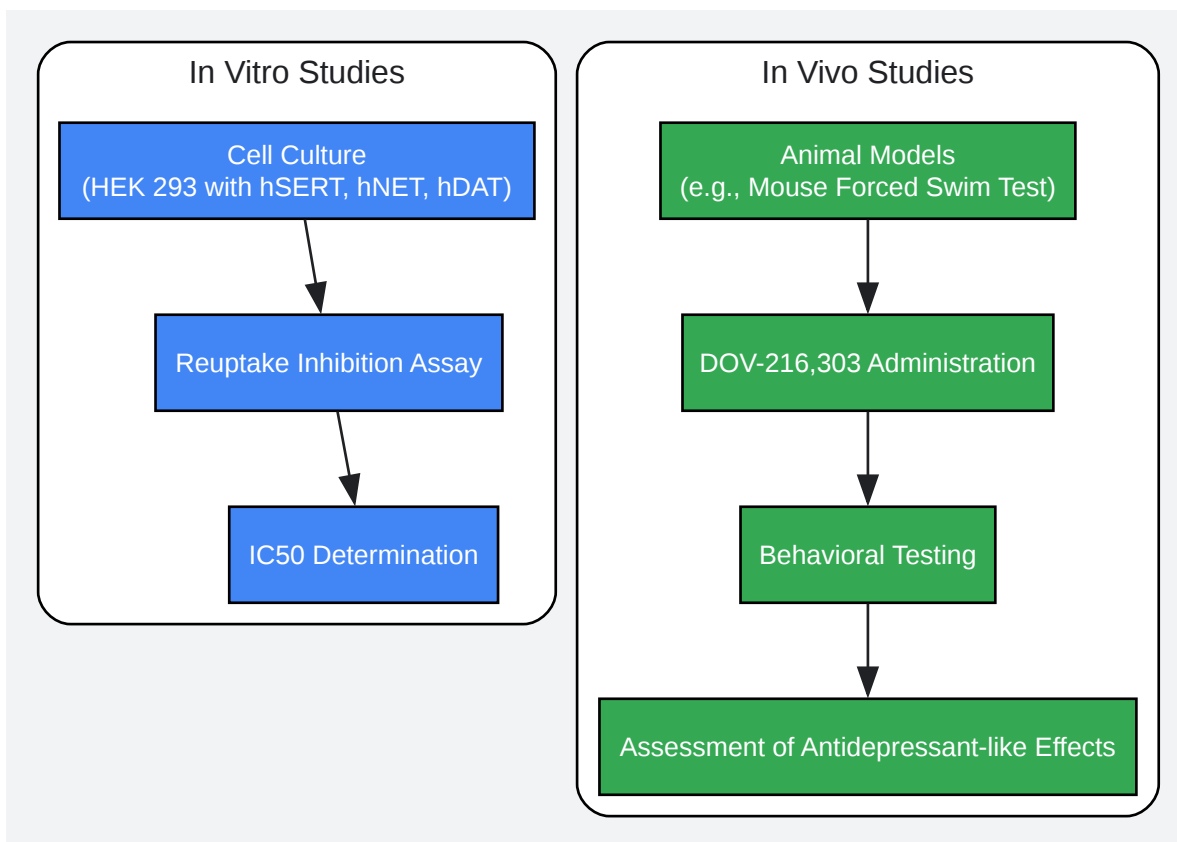 In Vitro Studies
Cell Culture
(HEK 293 with hSERT, hNET, hDAT)
Reuptake Inhibition Assay
IC50 Determination
In Vivo Studies
Animal Models
(e.g., Mouse Forced Swim Test)
DOV-216,303 Administration
Behavioral Testing
Assessment of Antidepressant-like Effects